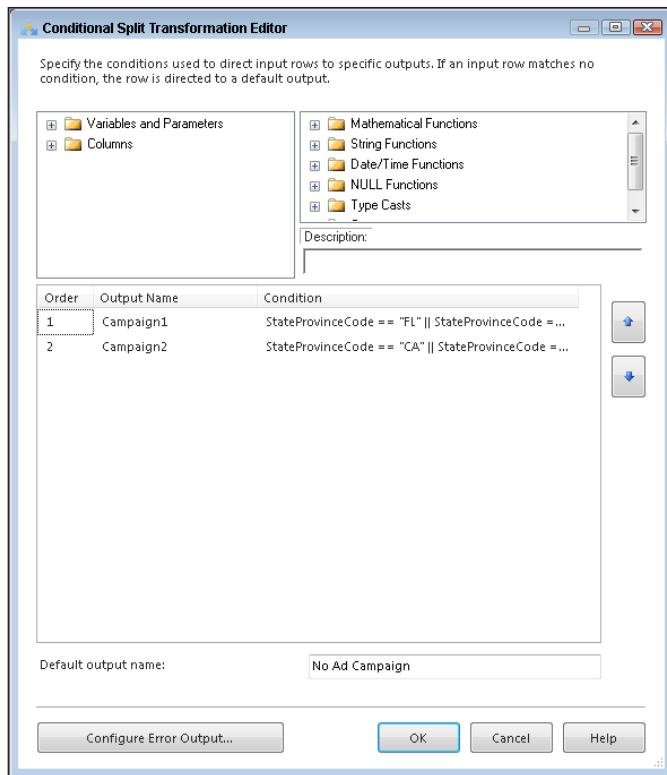 Conditional Split Transformation Editor
Specify the conditions used to direct input rows to specific outputs. If an input row matches no
condition, the row is directed to a default output.
Variables and Parameters
Columns
Mathematical Functions
String Functions
Date/Time Functions
NULL Functions
Type Casts
Description:
Order Output Name Condition
1 Campaign1 StateProvinceCode == "FL" || StateProvinceCode =...
2 Campaign2 StateProvinceCode == "CA" || StateProvinceCode =...
Default output name: No Ad Campaign
Configure Error Output... OK Cancel Help